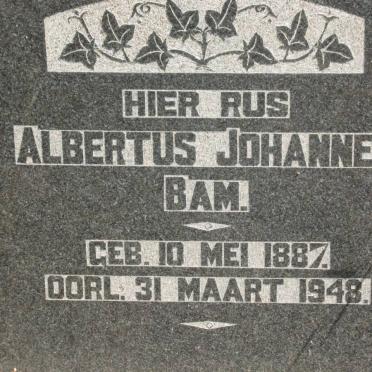 HIER RUS
ALBERTUS JOHANNE
BAM.
GEB. 10 MEI 1887.
OORL. 31 MAART 1948.